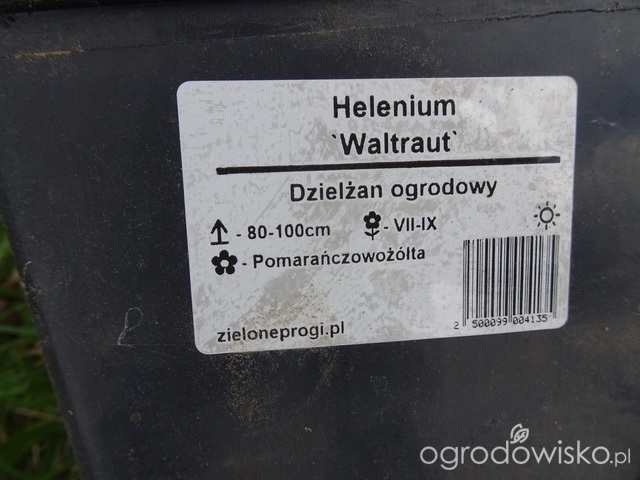 Helenium
`Waltraut`
Dzielżan ogrodowy
- 80-100cm - VII-IX
- Pomarańczowożółta
zieloneprogi.pl
2 500099 004135
ogrodowisko.pl